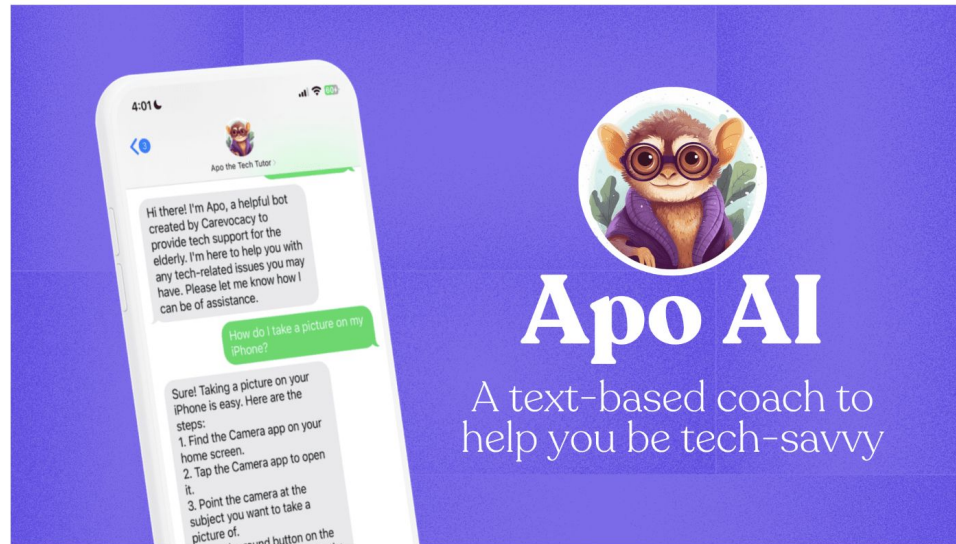 4:01
60
3
Apo the Tech Tutor
Hi there! I'm Apo, a helpful bot
created by Carevocacy to
provide tech support for the
elderly. I'm here to help you with
any tech-related issues you may
have. Please let me know how I
can be of assistance.
How do I take a picture on my
iPhone?
Sure! Taking a picture on your
iPhone is easy. Here are the
steps:
1. Find the Camera app on your
home screen.
2. Tap the Camera app to open
it.
3. Point the camera at the
subject you want to take a
picture of.
button on the
Apo AI
A text-based coach to
help you be tech-savvy